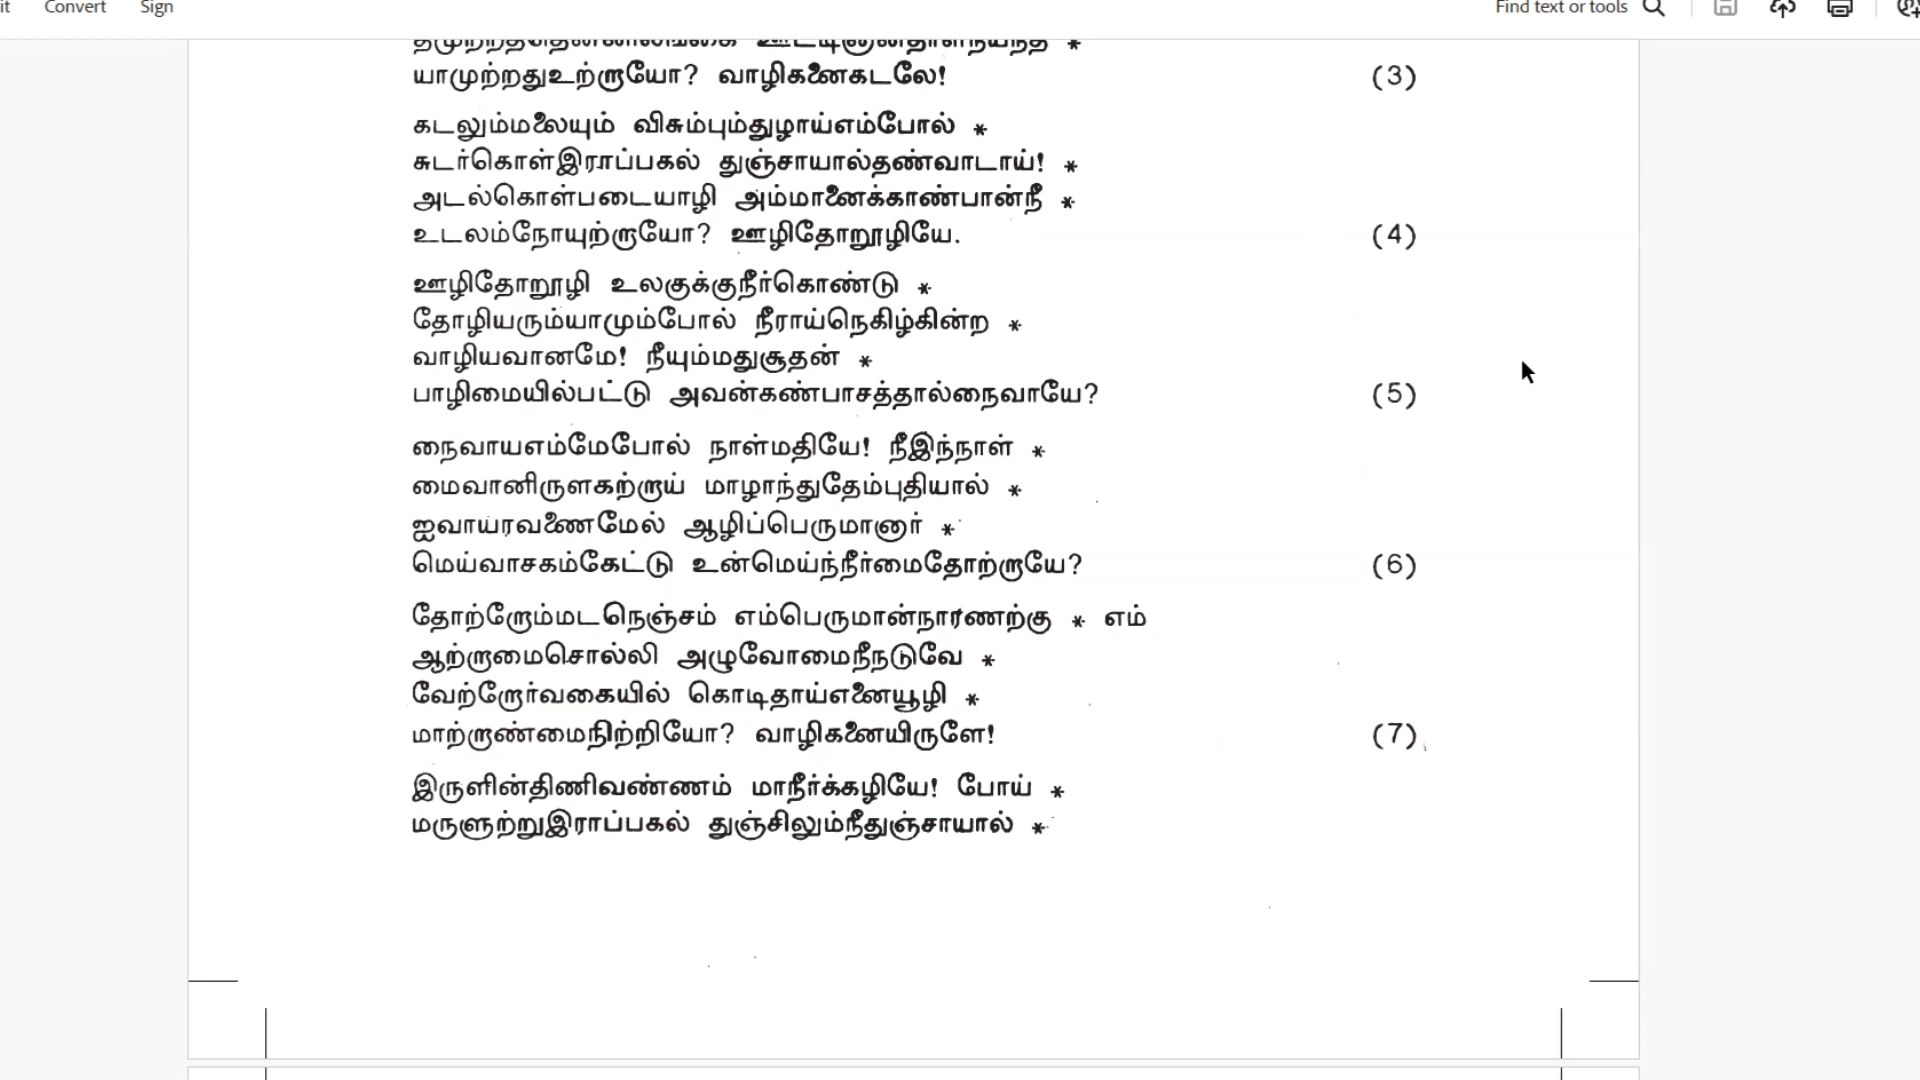 Convert Sign Find text or tools
யாமுற்றதுஉற்றாயோ? வாழிகனைகடலே! (3)
கடலும்மலையும் விசும்பும்துழாய்எம்போல் *
சுடர்கொள்இராப்பகல் துஞ்சாயால்தண்வாடாய்! *
அடல்கொள்படையாழி அம்மானைக்காண்பான்நீ *
உடலம்நோயுற்றாயோ? ஊழிதோறூழியே. (4)
ஊழிதோறூழி உலகுக்குநீர்கொண்டு *
தோழியரும்யாமும்போல் நீராய்நெகிழ்கின்ற *
வாழியவானமே! நீயும்மதுசூதன் *
பாழிமையில்பட்டு அவன்கண்பாசத்தால்நைவாயே? (5)
நைவாயஎம்மேபோல் நாள்மதியே! நீஇந்நாள் *
மைவானிருளகற்றாய் மாழாந்துதேம்புதியால் *
ஐவாய்ரவணைமேல் ஆழிப்பெருமானார் *
மெய்வாசகம்கேட்டு உன்மெய்ந்நீர்மைதோற்றாயே? (6)
தோற்றோம்மடநெஞ்சம் எம்பெருமான்நாரணற்கு * எம்
ஆற்றாமைசொல்லி அழுவோமைநீநடுவே *
வேற்றோர்வகையில் கொடிதாய்எனையூழி *
மாற்றாண்மைநிற்றியோ? வாழிகனையிருளே! (7)
இருளின்திணிவண்ணம் மாநீர்க்கழியே! போய் *
மருளுற்றுஇராப்பகல் துஞ்சிலும்நீதுஞ்சாயால் *